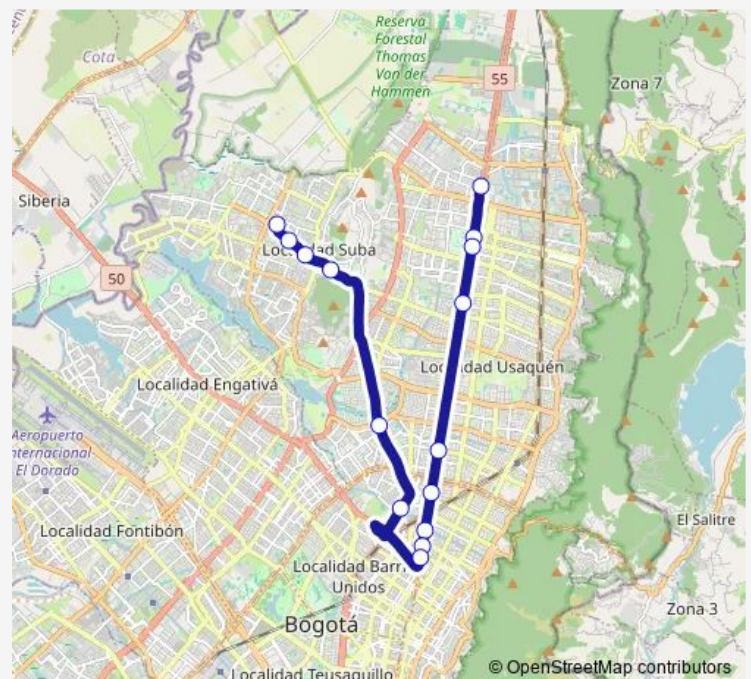 Cota
Reserva
Forestal
Thomas
Van der
Hammen
55
Zona 7
Siberia
Localidad Suba
50
Localidad Usaquén
Localidad Engativá
Aeropuerto
Internacional
El Dorado
El Salitre
Localidad Fontibón
Localidad Barri
Unidos
Zona 3
Bogotá
Localidad Teusaquillo
© OpenStreetMap contributors